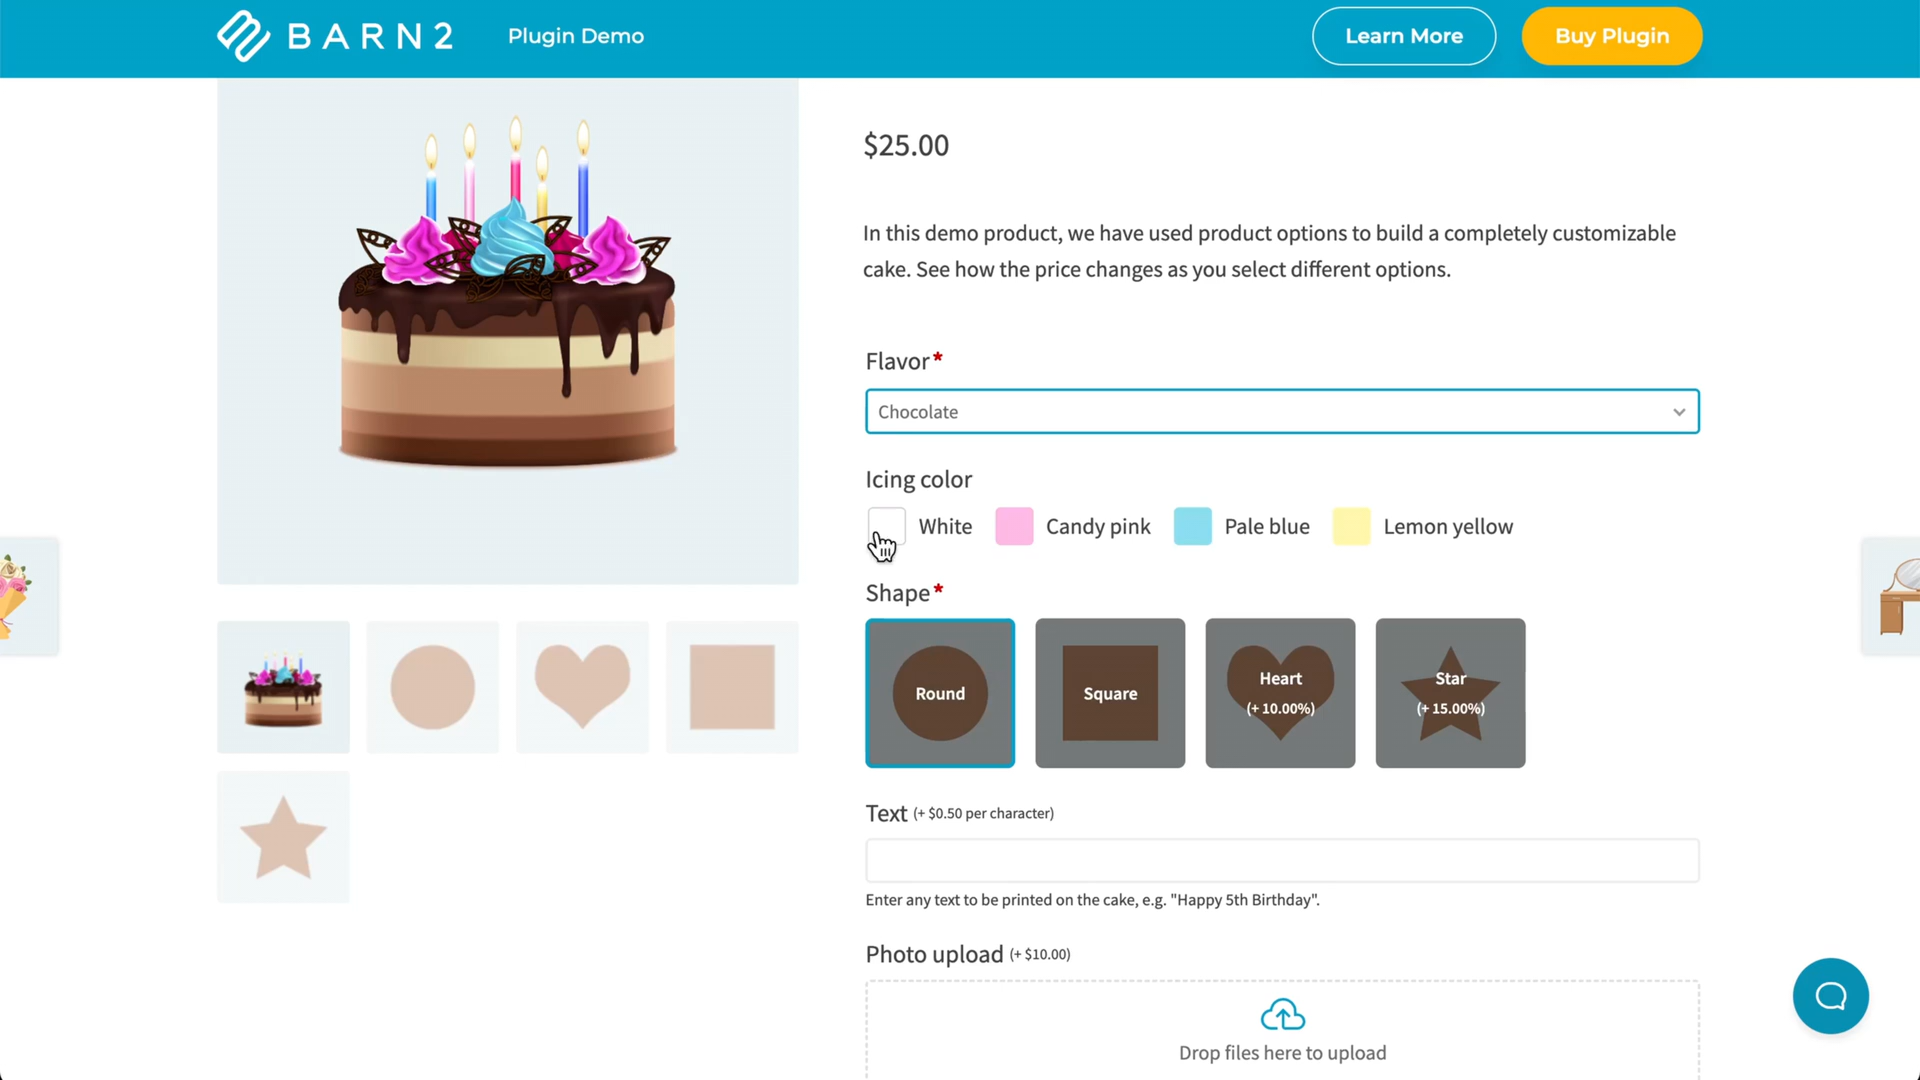 BARN2
Plugin Demo
Learn More
Buy Plugin
$25.00
In this demo product, we have used product options to build a completely customizable
cake. See how the price changes as you select different options.
Flavor*
Chocolate
Icing color
White
Candy pink
Pale blue
Lemon yellow
Shape*
Round
Square
Heart
(+ 10.00%)
Star
(+ 15.00%)
Text (+ $0.50 per character)
Enter any text to be printed on the cake, e.g. "Happy 5th Birthday".
Photo upload (+ $10.00)
Drop files here to upload